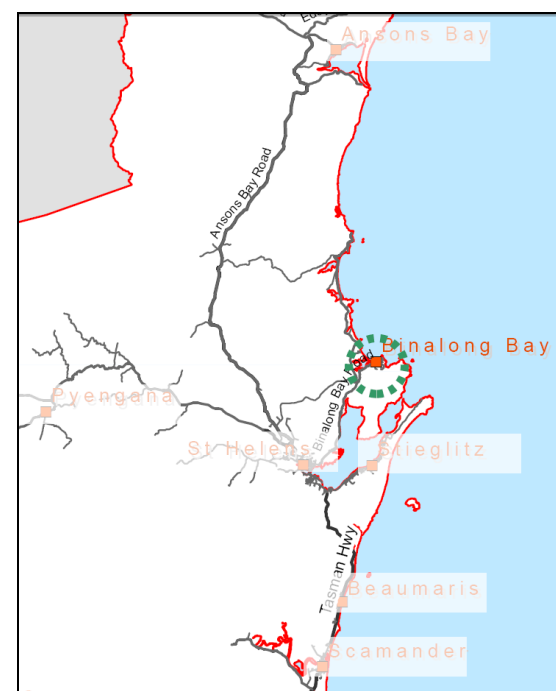 Ansons Bay
Ansons Bay Road
Binalong Bay
Binalong Bay Road
Pyengana
St Helens
Stieglitz
Tasman Hwy
Beaumaris
Scamander